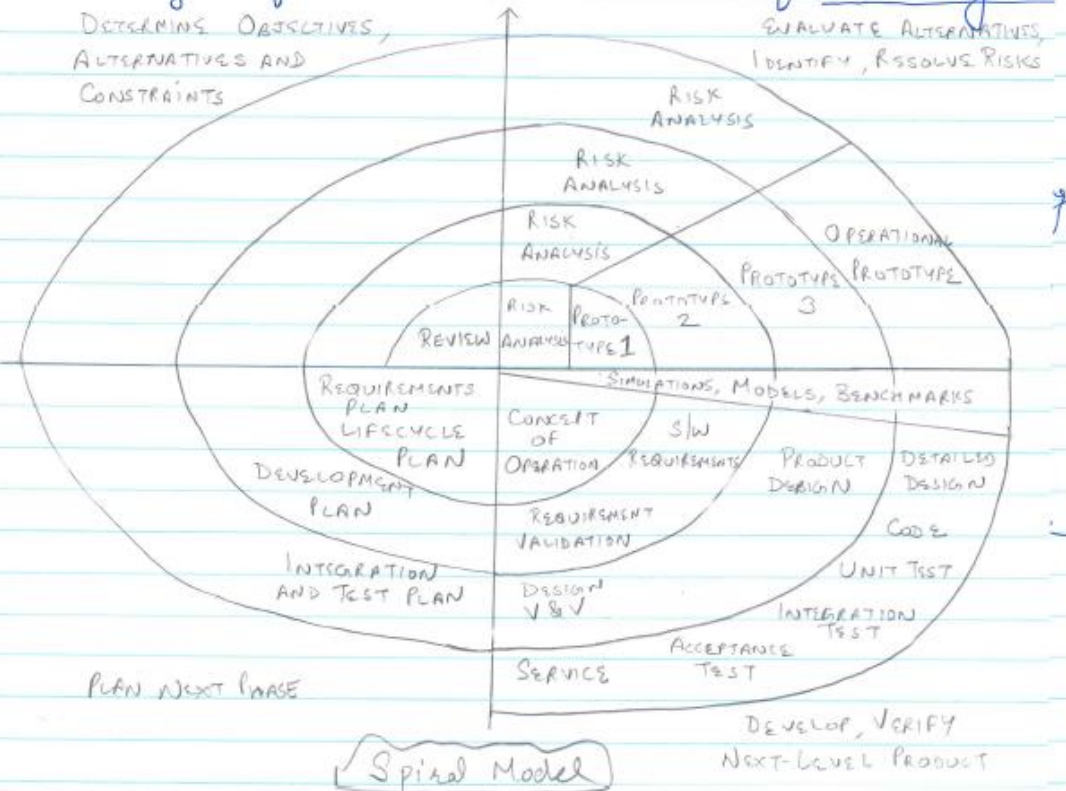 DETERMINE OBJECTIVES,
ALTERNATIVES AND
CONSTRAINTS
EVALUATE ALTERNATIVES,
IDENTIFY, RESOLVE RISKS
RISK
ANALYSIS
RISK
ANALYSIS
RISK
ANALYSIS
OPERATIONAL
PROTOTYPE
PROTOTYPE
3
PROTOTYPE
2
RISK
ANALYSIS
PROTO-
TYPE 1
REVIEW
SIMULATIONS, MODELS, BENCHMARKS
REQUIREMENTS
PLAN
LIFECYCLE
PLAN
CONCEPT
OF
OPERATION
S/W
REQUIREMENTS
PRODUCT
DESIGN
DETAILED
DESIGN
DEVELOPMENT
PLAN
REQUIREMENT
VALIDATION
CODE
UNIT TEST
INTEGRATION
AND TEST PLAN
DESIGN
V & V
INTEGRATION
TEST
ACCEPTANCE
TEST
SERVICE
PLAN NEXT PHASE
DEVELOP, VERIFY
NEXT-LEVEL PRODUCT
Spiral Model